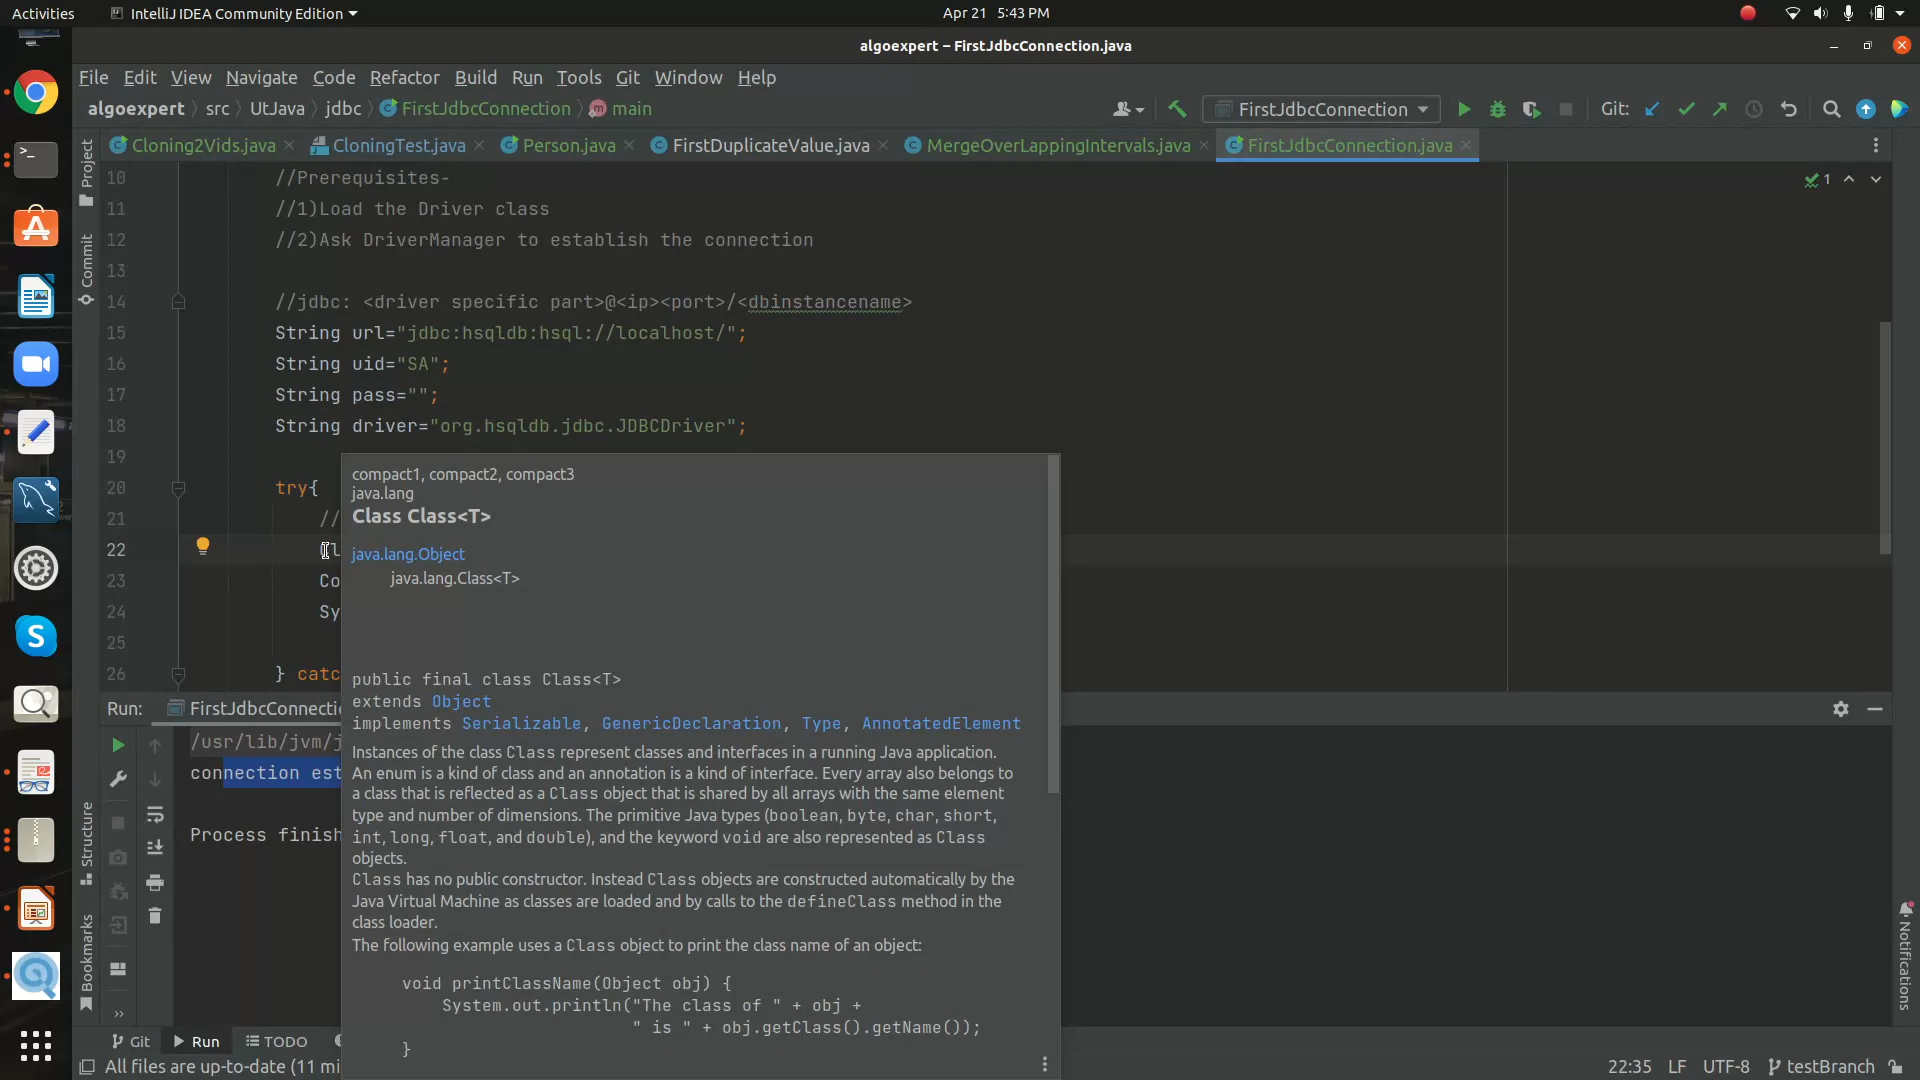 Activities
IntelliJ IDEA Community Edition
Apr 21 5:43 PM
algoexpert – FirstJdbcConnection.java
File Edit View Navigate Code Refactor Build Run Tools Git Window Help
algoexpert src UtJava jdbc FirstJdbcConnection main
FirstJdbcConnection
Git:
Cloning2Vids.java
CloningTest.java
Person.java
FirstDuplicateValue.java
MergeOverLappingIntervals.java
FirstJdbcConnection.java
Project
Commit
Structure
Bookmarks
Notifications
1
10 //Prerequisites-
11 //1)Load the Driver class
12 //2)Ask DriverManager to establish the connection
13
14 //jdbc: <driver specific part>@<ip><port>/<dbinstancename>
15 String url="jdbc:hsqldb:hsql://localhost/";
16 String uid="SA";
17 String pass="";
18 String driver="org.hsqldb.jdbc.JDBCDriver";
19
20 try{
21 //
22
23 Co
24 Sy
25
26 } catc
compact1, compact2, compact3
java.lang
Class Class<T>
java.lang.Object
java.lang.Class<T>
public final class Class<T>
extends Object
implements Serializable, GenericDeclaration, Type, AnnotatedElement
Instances of the class Class represent classes and interfaces in a running Java application.
An enum is a kind of class and an annotation is a kind of interface. Every array also belongs to
a class that is reflected as a Class object that is shared by all arrays with the same element
type and number of dimensions. The primitive Java types (boolean, byte, char, short,
int, long, float, and double), and the keyword void are also represented as Class
objects.
Class has no public constructor. Instead Class objects are constructed automatically by the
Java Virtual Machine as classes are loaded and by calls to the defineClass method in the
class loader.
The following example uses a Class object to print the class name of an object:
void printClassName(Object obj) {
System.out.println("The class of " + obj +
" is " + obj.getClass().getName());
}
Run: FirstJdbcConnecti
/usr/lib/jvm/j
connection est
Process finish
Git Run TODO
All files are up-to-date (11 mi
22:35 LF UTF-8 testBranch